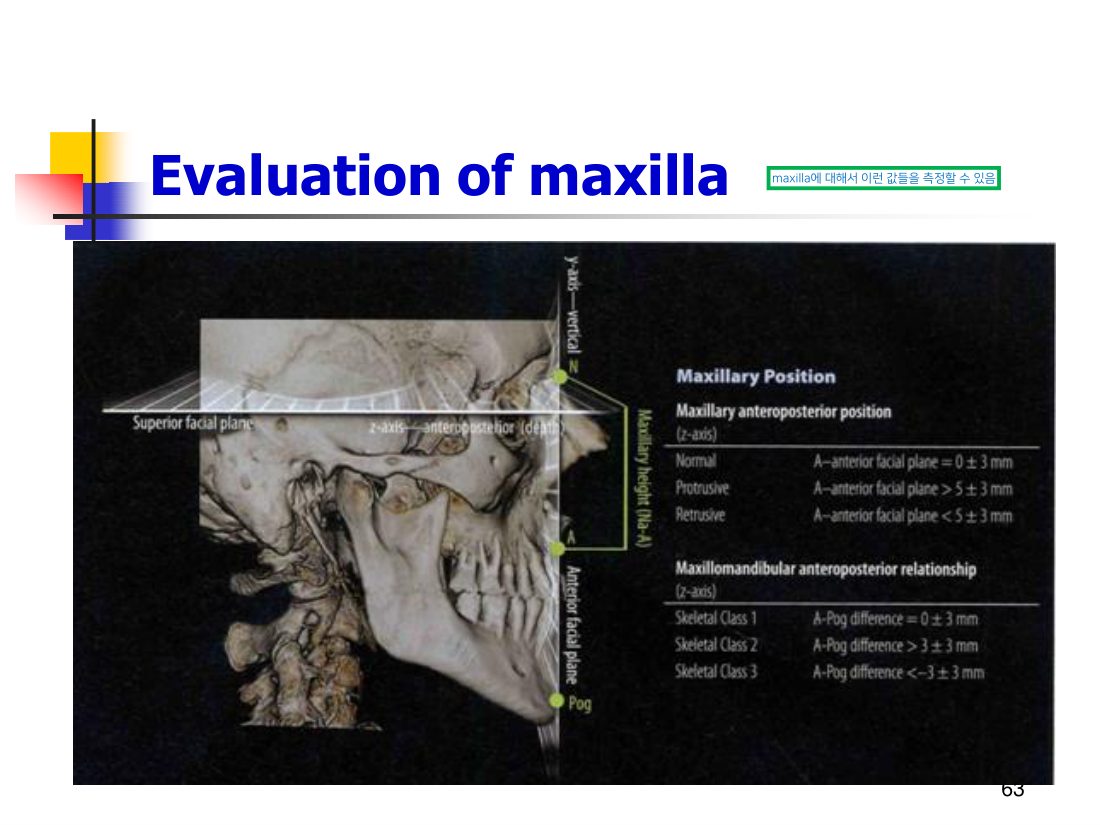 Evaluation of maxilla
maxilla에 대해서 이런 값들을 측정할 수 있음
y-axis—vertical
N
Superior facial plane
z-axis—anteroposterior (depth)
Maxillary height (Na-A)
A
Anterior facial plane
Pog
Maxillary Position
Maxillary anteroposterior position
(z-axis)
Normal A–anterior facial plane = 0 ± 3 mm
Protrusive A–anterior facial plane > 5 ± 3 mm
Retrusive A–anterior facial plane < 5 ± 3 mm
Maxillomandibular anteroposterior relationship
(z-axis)
Skeletal Class 1 A-Pog difference = 0 ± 3 mm
Skeletal Class 2 A-Pog difference > 3 ± 3 mm
Skeletal Class 3 A-Pog difference <–3 ± 3 mm
63